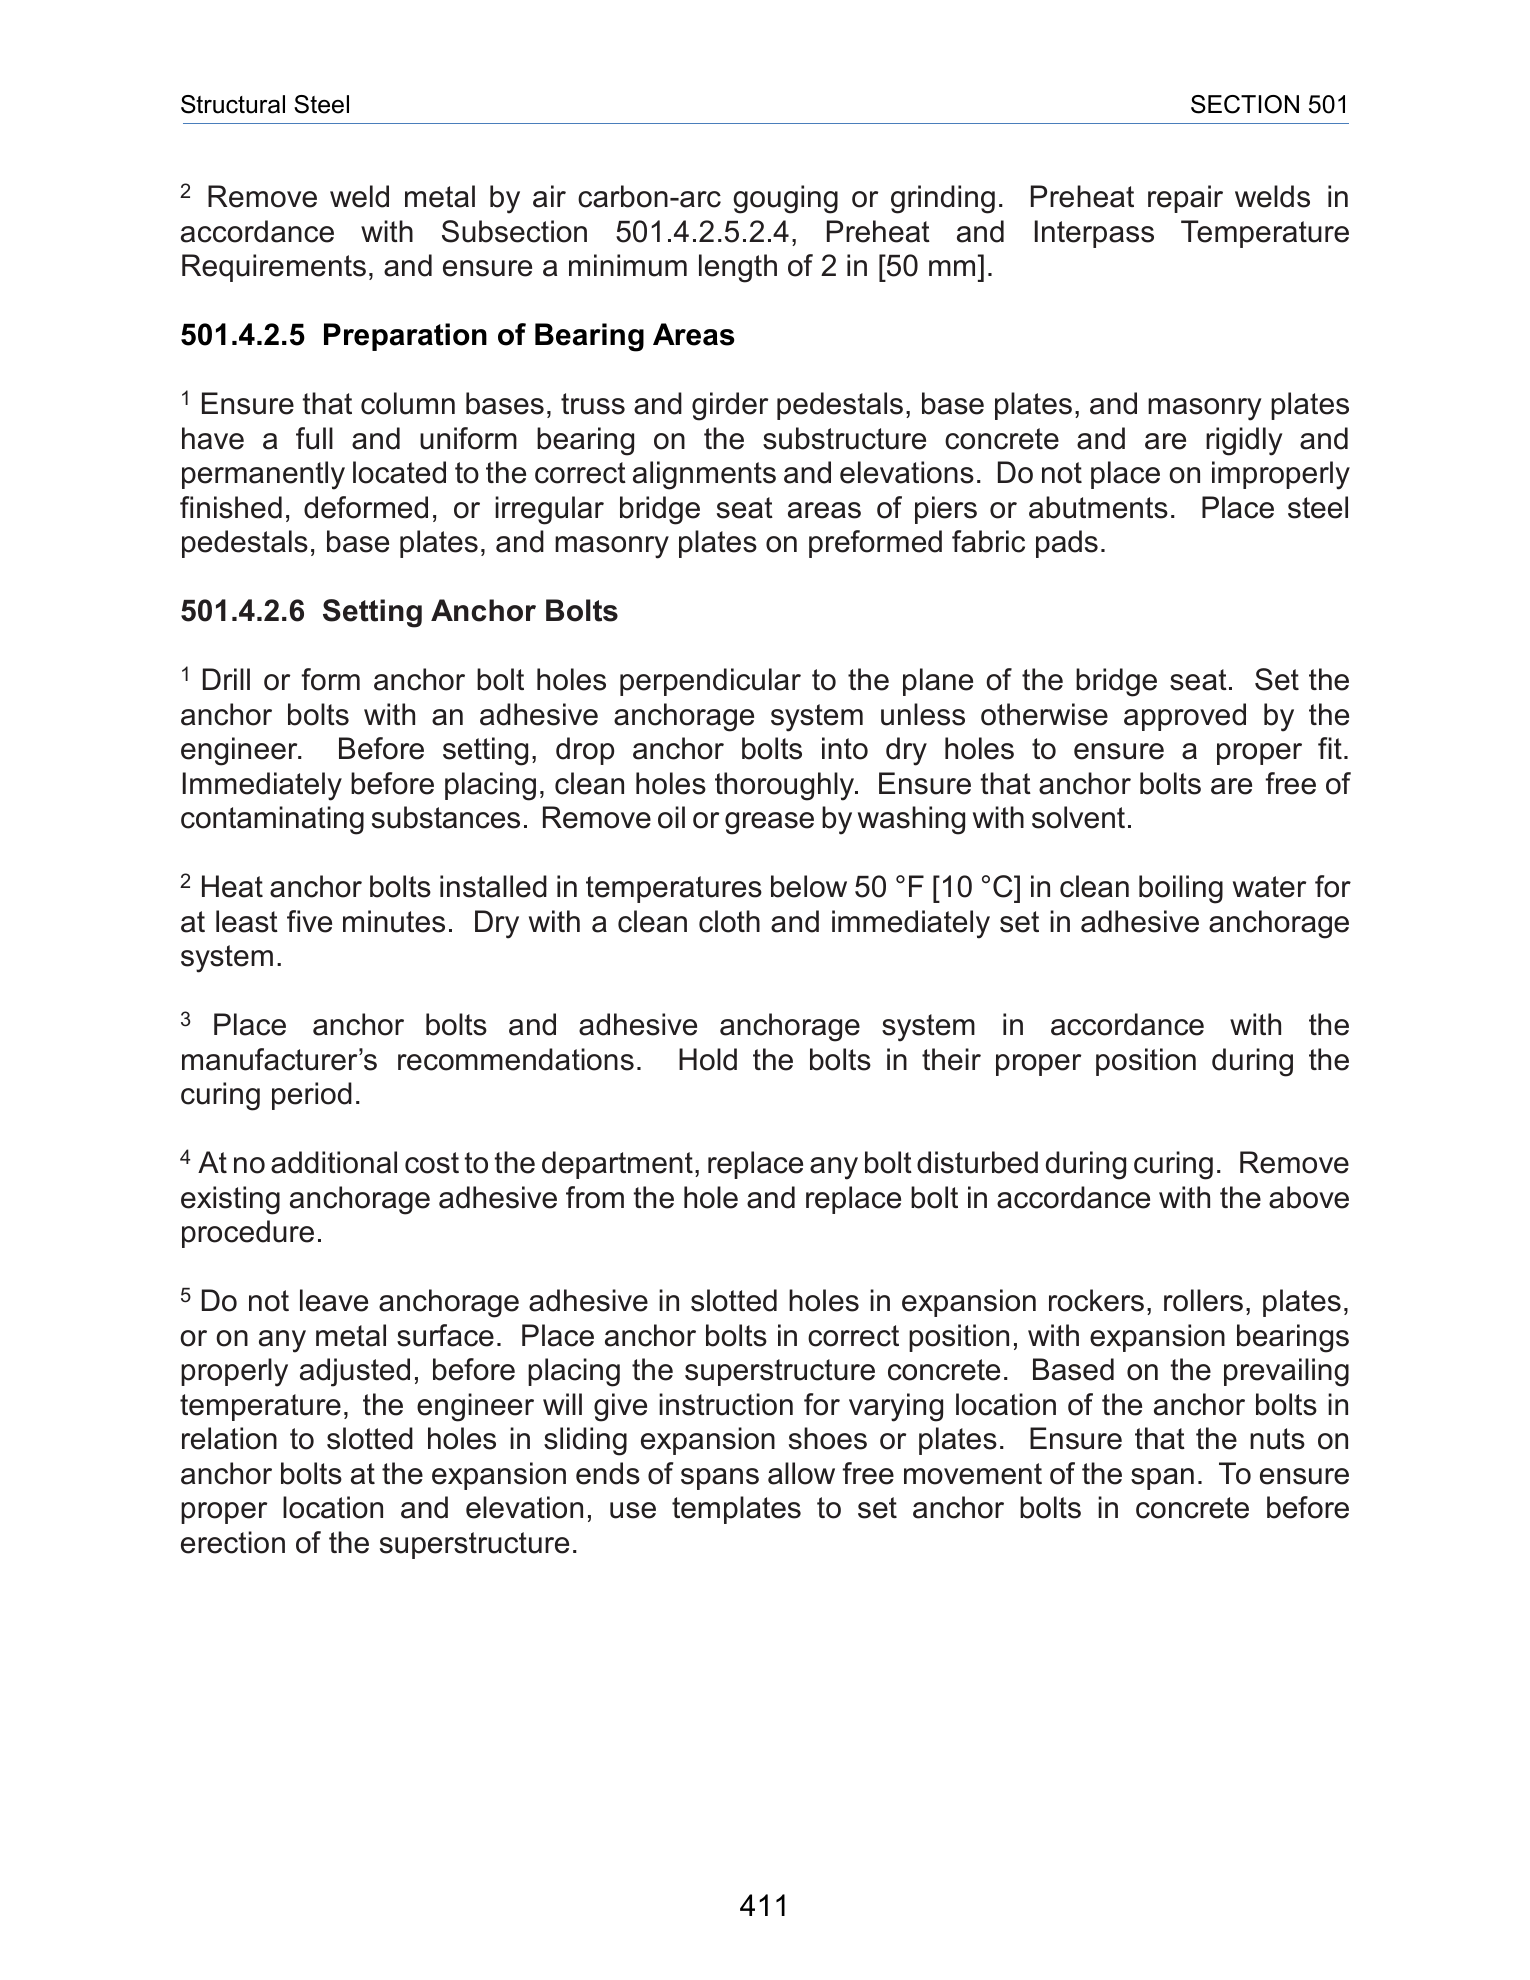 Structural Steel SECTION 501
2 Remove weld metal by air carbon-arc gouging or grinding. Preheat repair welds in
accordance with Subsection 501.4.2.5.2.4, Preheat and Interpass Temperature
Requirements, and ensure a minimum length of 2 in [50 mm].
501.4.2.5 Preparation of Bearing Areas
1 Ensure that column bases, truss and girder pedestals, base plates, and masonry plates
have a full and uniform bearing on the substructure concrete and are rigidly and
permanently located to the correct alignments and elevations. Do not place on improperly
finished, deformed, or irregular bridge seat areas of piers or abutments. Place steel
pedestals, base plates, and masonry plates on preformed fabric pads.
501.4.2.6 Setting Anchor Bolts
1 Drill or form anchor bolt holes perpendicular to the plane of the bridge seat. Set the
anchor bolts with an adhesive anchorage system unless otherwise approved by the
engineer. Before setting, drop anchor bolts into dry holes to ensure a proper fit.
Immediately before placing, clean holes thoroughly. Ensure that anchor bolts are free of
contaminating substances. Remove oil or grease by washing with solvent.
2 Heat anchor bolts installed in temperatures below 50 °F [10 °C] in clean boiling water for
at least five minutes. Dry with a clean cloth and immediately set in adhesive anchorage
system.
3 Place anchor bolts and adhesive anchorage system in accordance with the
manufacturer’s recommendations. Hold the bolts in their proper position during the
curing period.
4 At no additional cost to the department, replace any bolt disturbed during curing. Remove
existing anchorage adhesive from the hole and replace bolt in accordance with the above
procedure.
5 Do not leave anchorage adhesive in slotted holes in expansion rockers, rollers, plates,
or on any metal surface. Place anchor bolts in correct position, with expansion bearings
properly adjusted, before placing the superstructure concrete. Based on the prevailing
temperature, the engineer will give instruction for varying location of the anchor bolts in
relation to slotted holes in sliding expansion shoes or plates. Ensure that the nuts on
anchor bolts at the expansion ends of spans allow free movement of the span. To ensure
proper location and elevation, use templates to set anchor bolts in concrete before
erection of the superstructure.
411